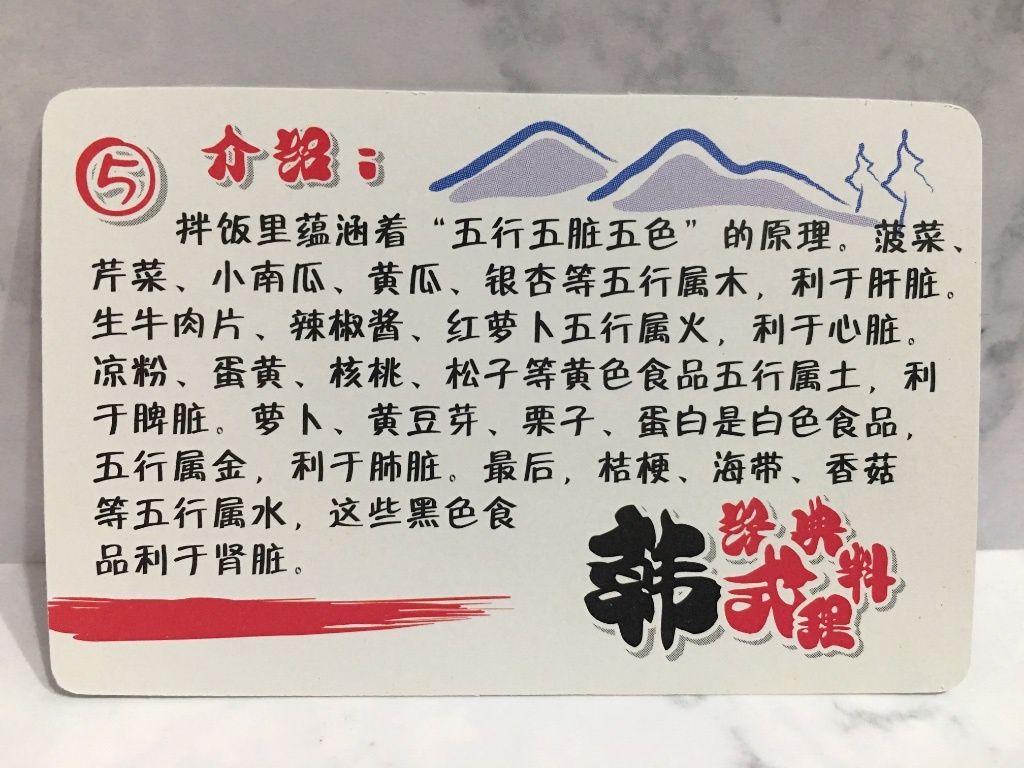 5 介绍：
拌饭里蕴涵着“五行五脏五色”的原理。菠菜、
芹菜、小南瓜、黄瓜、银杏等五行属木，利于肝脏。
生牛肉片、辣椒酱、红萝卜五行属火，利于心脏。
凉粉、蛋黄、核桃、松子等黄色食品五行属土，利
于脾脏。萝卜、黄豆芽、栗子、蛋白是白色食品，
五行属金，利于肺脏。最后，桔梗、海带、香菇
等五行属水，这些黑色食
品利于肾脏。
经典
韩式料理